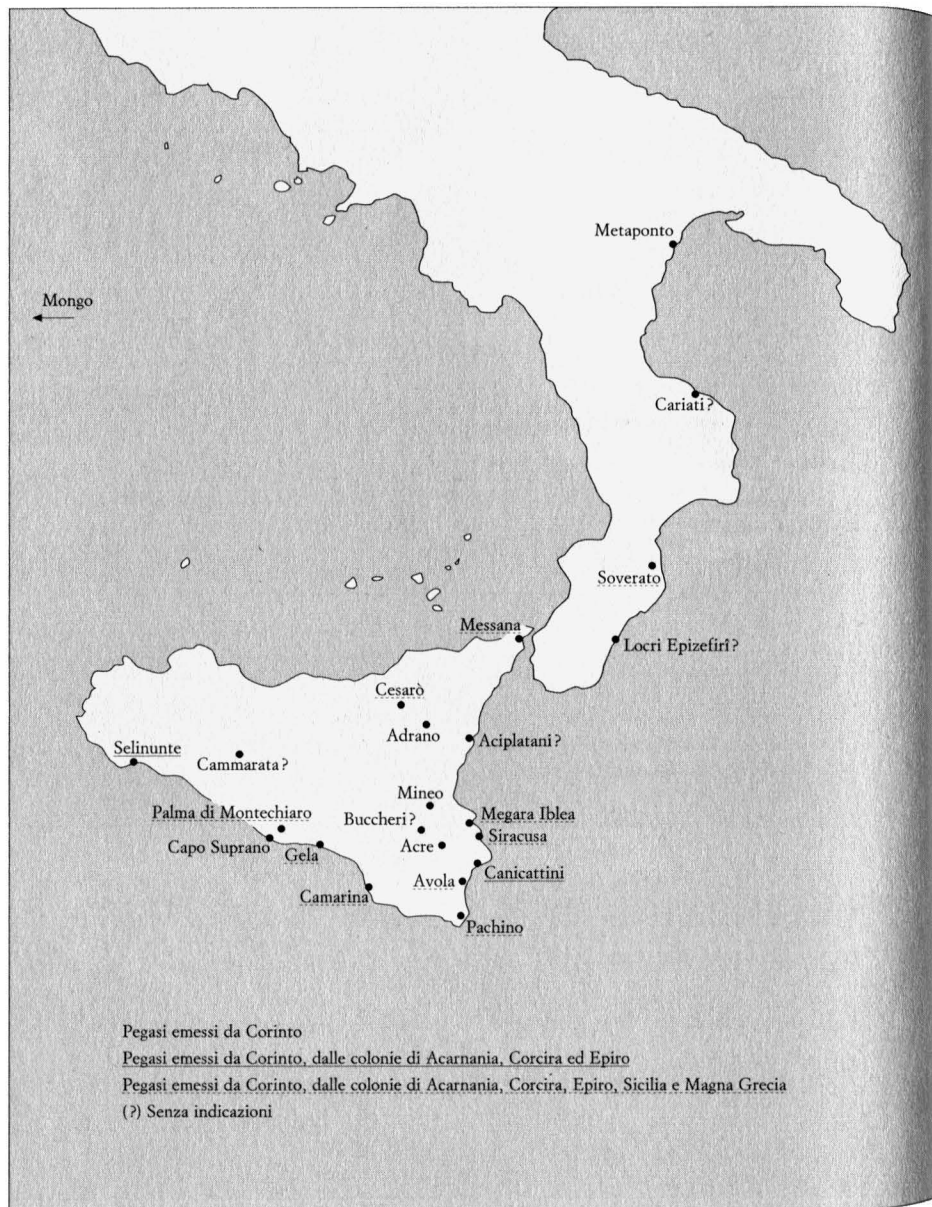 Metaponto
Mongo
Cariati?
Soverato
Messana
Locri Epizefirî?
Cesarò
Adrano
Aciplatani?
Selinunte
Cammarata?
Mineo
Palma di Montechiaro
Buccheri?
Megara Iblea
Siracusa
Capo Suprano
Gela
Acre
Canicattini
Avola
Camarina
Pachino
Pegasi emessi da Corinto
Pegasi emessi da Corinto, dalle colonie di Acarnania, Corcira ed Epiro
Pegasi emessi da Corinto, dalle colonie di Acarnania, Corcira, Epiro, Sicilia e Magna Grecia
(?) Senza indicazioni